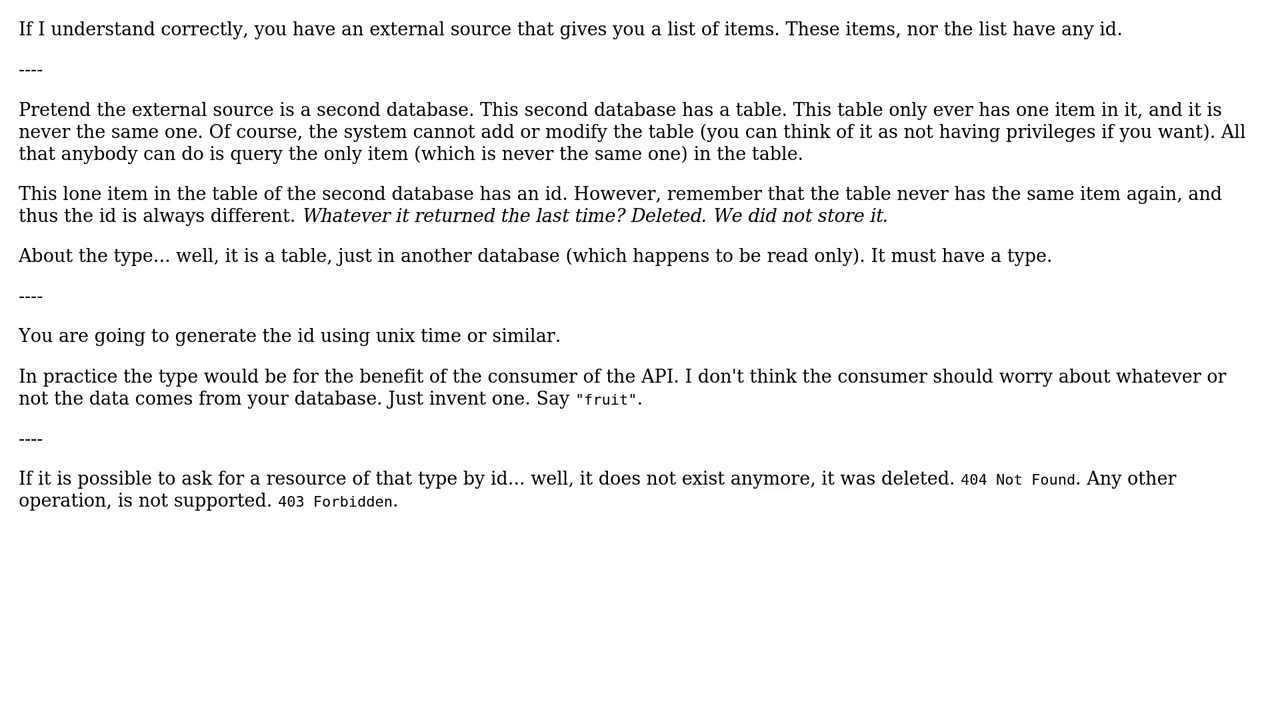 If I understand correctly, you have an external source that gives you a list of items. These items, nor the list have any id.
----
Pretend the external source is a second database. This second database has a table. This table only ever has one item in it, and it is
never the same one. Of course, the system cannot add or modify the table (you can think of it as not having privileges if you want). All
that anybody can do is query the only item (which is never the same one) in the table.
This lone item in the table of the second database has an id. However, remember that the table never has the same item again, and
thus the id is always different. Whatever it returned the last time? Deleted. We did not store it.
About the type... well, it is a table, just in another database (which happens to be read only). It must have a type.
----
You are going to generate the id using unix time or similar.
In practice the type would be for the benefit of the consumer of the API. I don't think the consumer should worry about whatever or
not the data comes from your database. Just invent one. Say "fruit".
----
If it is possible to ask for a resource of that type by id... well, it does not exist anymore, it was deleted. 404 Not Found. Any other
operation, is not supported. 403 Forbidden.